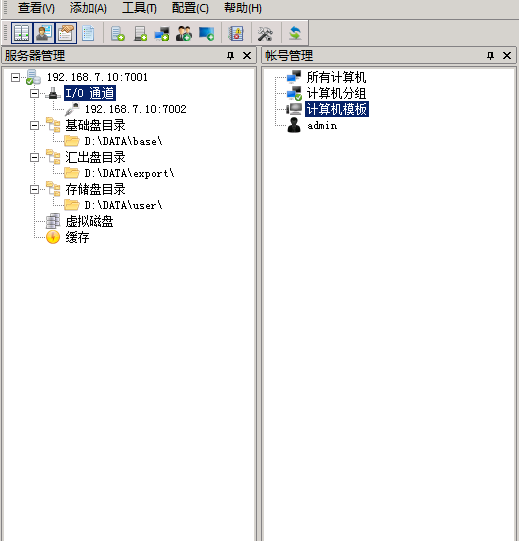 查看(V) 添加(A) 工具(T) 配置(C) 帮助(H)
服务器管理
192.168.7.10:7001
I/O 通道
192.168.7.10:7002
基础盘目录
D:\DATA\base\
汇出盘目录
D:\DATA\export\
存储盘目录
D:\DATA\user\
虚拟磁盘
缓存
帐号管理
所有计算机
计算机分组
计算机模板
admin